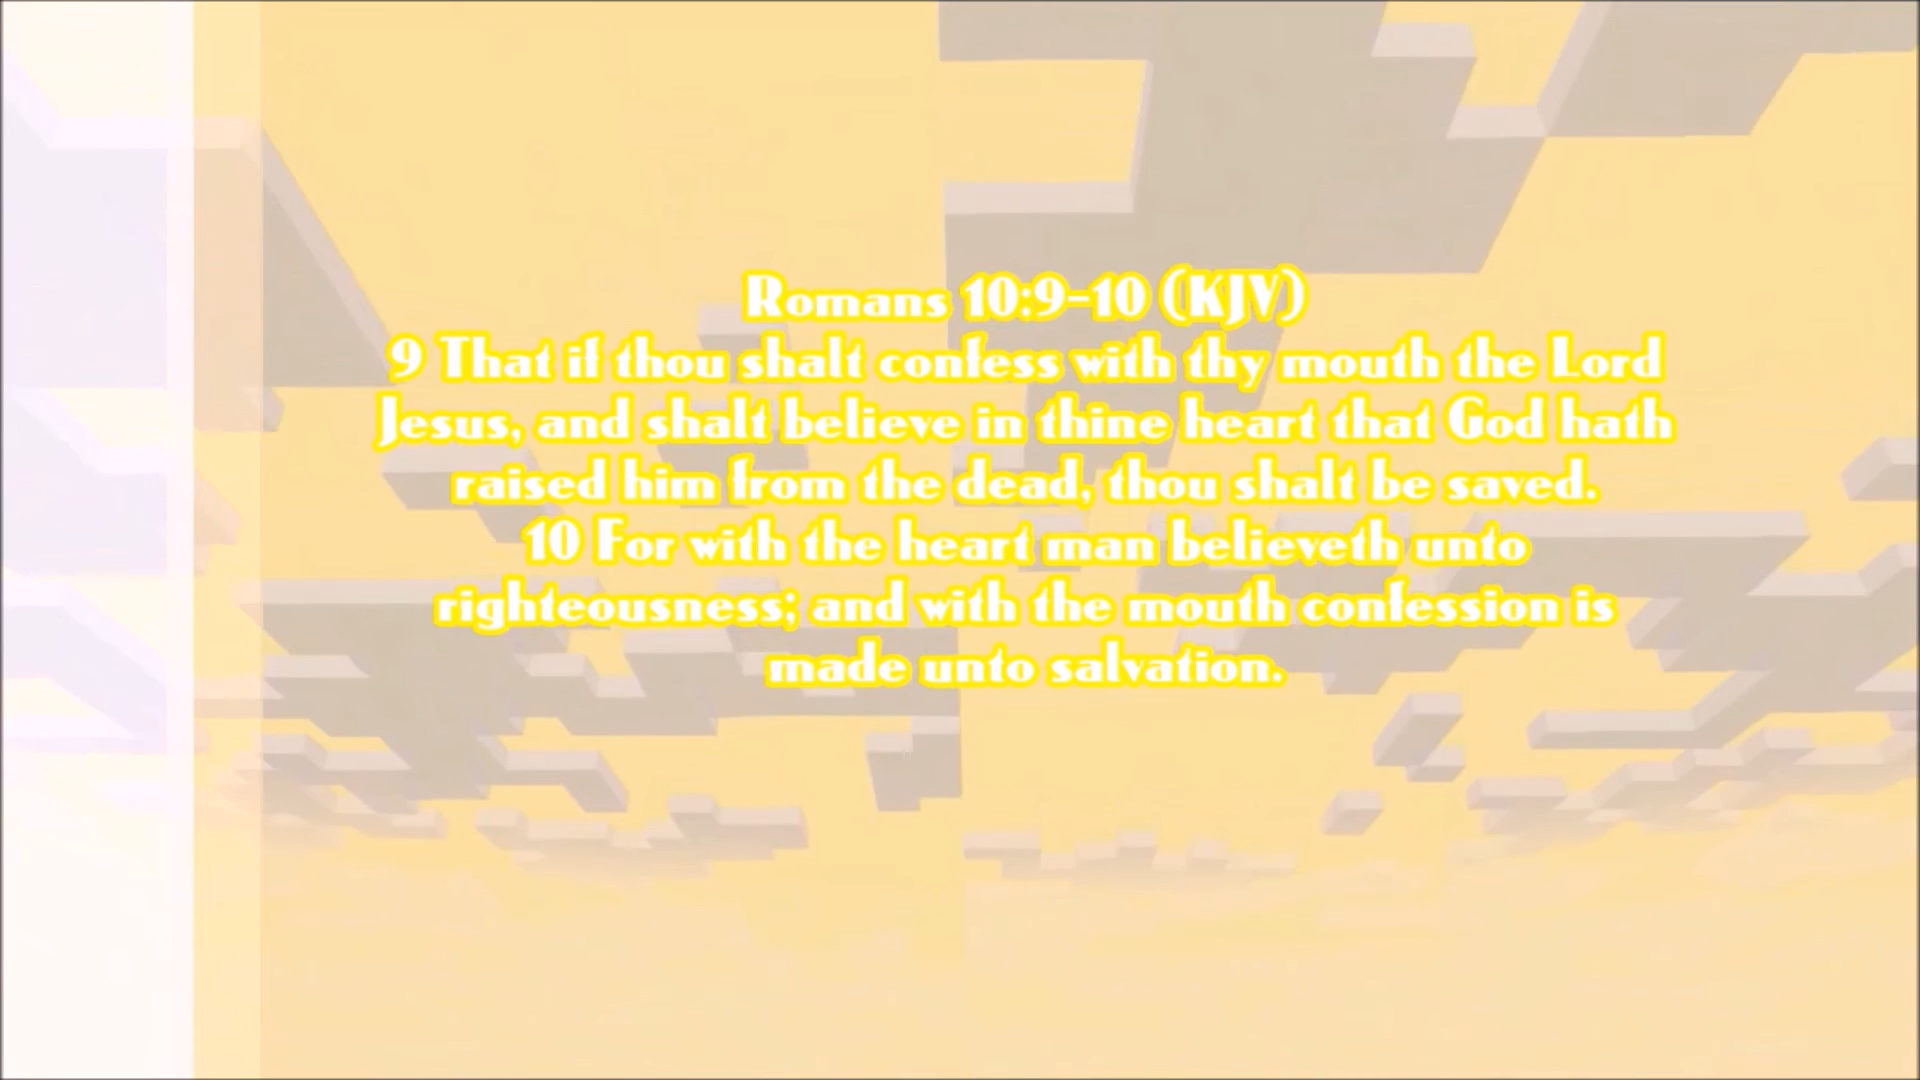 Romans 10:9-10 (KJV)
9 That if thou shalt confess with thy mouth the Lord
Jesus, and shalt believe in thine heart that God hath
raised him from the dead, thou shalt be saved.
10 For with the heart man believeth unto
righteousness; and with the mouth confession is
made unto salvation.